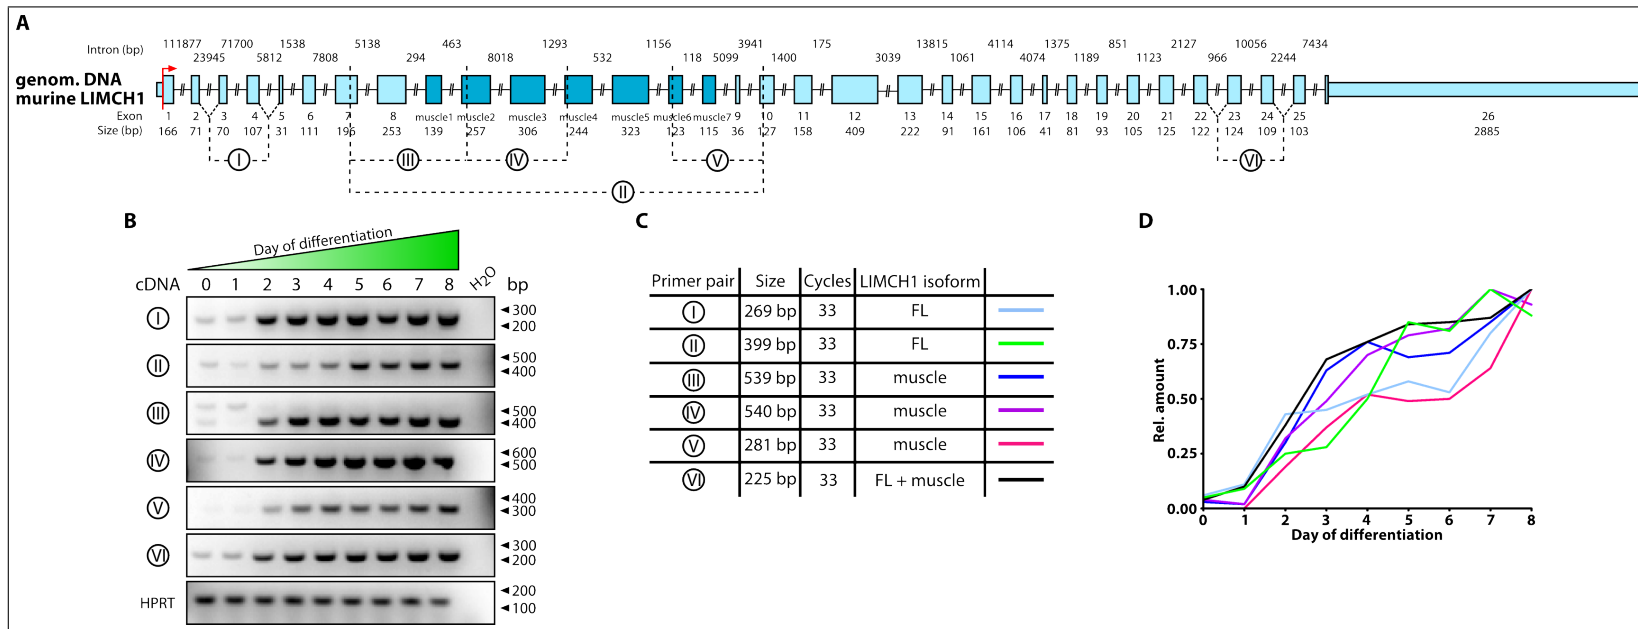 A
111877 71700 1538 5138 463 1293 1156 3941 175 13815 4114 1375 851 2127 10056 7434
Intron (bp)
23945 5812 7808 294 8018 532 118 5099 1400 3039 1061 4074 1189 1123 966 2244
genom. DNA
murine LIMCH1
Exon 1 2 3 4 5 6 7 8 muscle1 muscle2 muscle3 muscle4 muscle5 muscle6 muscle7 9 10 11 12 13 14 15 16 17 18 19 20 21 22 23 24 25 26
Size (bp) 166 71 70 107 31 111 196 253 139 257 306 244 323 123 115 36 127 158 409 222 91 161 106 41 81 93 105 125 122 124 109 103 2885
I III IV V VI
II
B
Day of differentiation
cDNA 0 1 2 3 4 5 6 7 8 H2O bp
I
300
200
II
500
400
III
500
400
IV
600
500
V
400
300
VI
300
200
HPRT
200
100
C
Primer pair Size Cycles LIMCH1 isoform
I 269 bp 33 FL
II 399 bp 33 FL
III 539 bp 33 muscle
IV 540 bp 33 muscle
V 281 bp 33 muscle
VI 225 bp 33 FL + muscle
D
1.00
0.75
0.50
0.25
0.00
Rel. amount
0 1 2 3 4 5 6 7 8
Day of differentiation